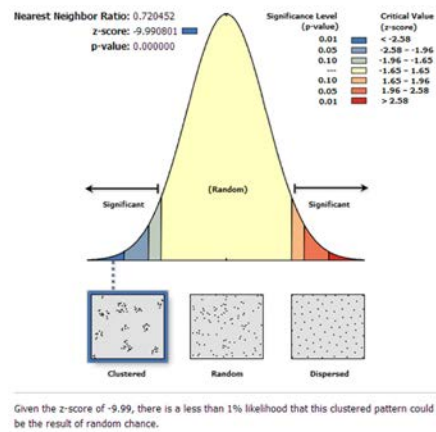 Nearest Neighbor Ratio: 0.720452
z-score: -9.990801
p-value: 0.000000
Significance Level
(p-value)
Critical Value
(z-score)
0.01 < -2.58
0.05 -2.58 – -1.96
0.10 -1.96 – -1.65
--- -1.65 – 1.65
0.10 1.65 – 1.96
0.05 1.96 – 2.58
0.01 > 2.58
Significant
(Random)
Significant
Clustered
Random
Dispersed
Given the z-score of -9.99, there is a less than 1% likelihood that this clustered pattern could
be the result of random chance.